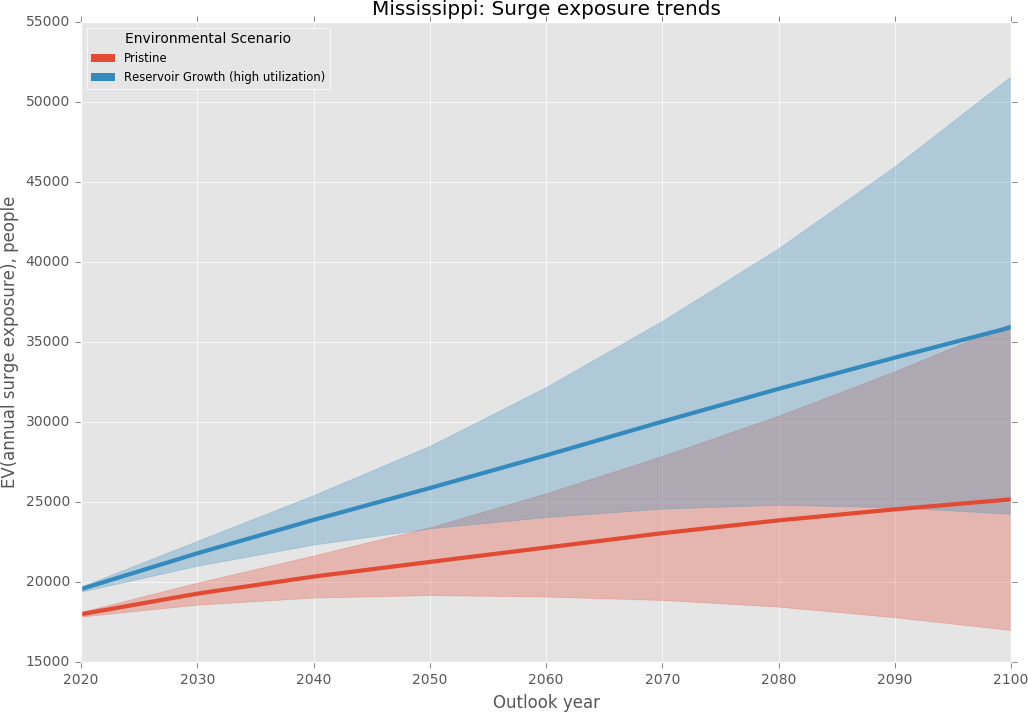 Mississippi: Surge exposure trends
Environmental Scenario
Pristine
Reservoir Growth (high utilization)
EV(annual surge exposure), people
55000
50000
45000
40000
35000
30000
25000
20000
15000
2020 2030 2040 2050 2060 2070 2080 2090 2100
Outlook year